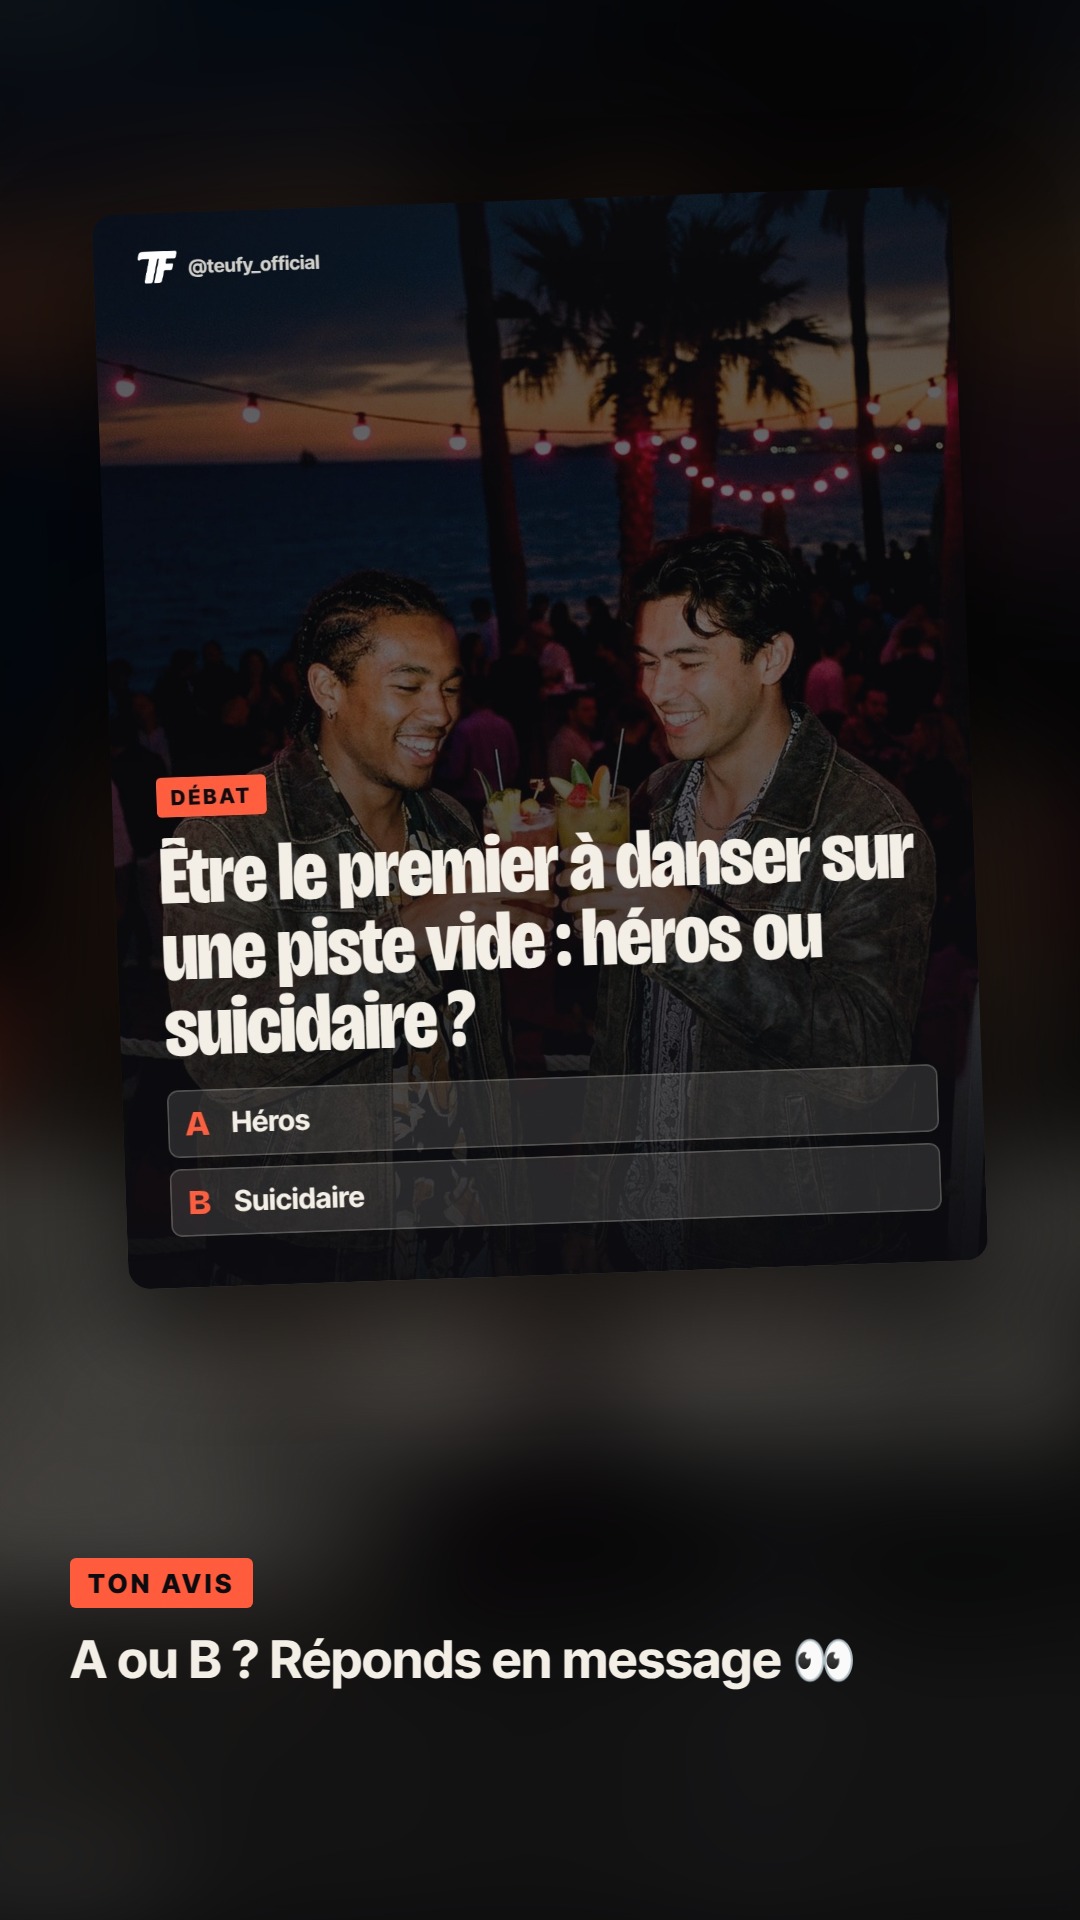 TF @teufy_official
DÉBAT
Être le premier à danser sur
une piste vide : héros ou
suicidaire ?
A Héros
B Suicidaire
TON AVIS
A ou B ? Réponds en message 👀